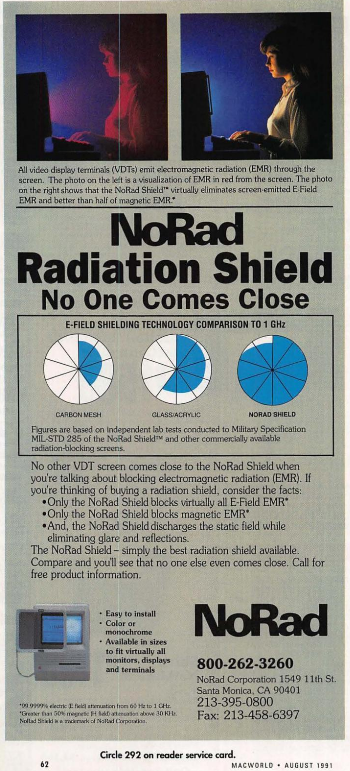 All video display terminals (VDTs) emit electromagnetic radiation (EMR) through the
screen. The photo on the left is a visualization of EMR in red from the screen. The photo
on the right shows that the NoRad Shield™ virtually eliminates screen-emitted E-Field
EMR and better than half of magnetic EMR.*
NoRad
Radiation Shield
No One Comes Close
E-FIELD SHIELDING TECHNOLOGY COMPARISON TO 1 GHz
CARBON MESH GLASS/ACRYLIC NORAD SHIELD
Figures are based on independent lab tests conducted to Military Specification
MIL-STD 285 of the NoRad Shield™ and other commercially available
radiation-blocking screens.
No other VDT screen comes close to the NoRad Shield when
you're talking about blocking electromagnetic radiation (EMR). If
you're thinking of buying a radiation shield, consider the facts:
•Only the NoRad Shield blocks virtually all E-Field EMR*
•Only the NoRad Shield blocks magnetic EMR*
•And, the NoRad Shield discharges the static field while
eliminating glare and reflections.
The NoRad Shield – simply the best radiation shield available.
Compare and you'll see that no one else even comes close. Call for
free product information.
• Easy to install
• Color or
monochrome
• Available in sizes
to fit virtually all
monitors, displays
and terminals
NoRad
800-262-3260
NoRad Corporation 1549 11th St.
Santa Monica, CA 90401
213-395-0800
Fax: 213-458-6397
*99.9999% electric (E field) attenuation from 60 Hz to 1 GHz.
*Greater than 50% magnetic (H field) attenuation above 30 KHz.
NoRad Shield is a trademark of NoRad Corporation.
Circle 292 on reader service card.
62 MACWORLD • AUGUST 1991